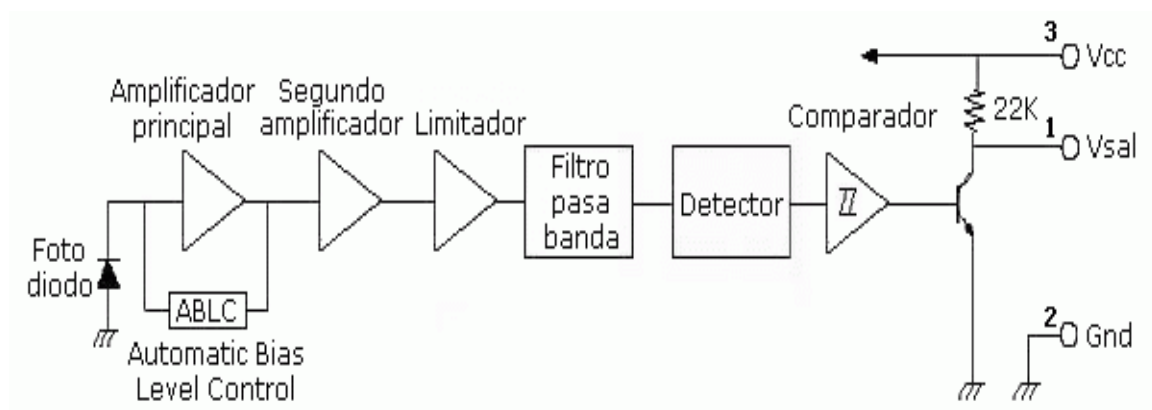 Amplificador
principal
Segundo
amplificador
Limitador
Filtro
pasa
banda
Detector
Comparador
3
Vcc
22K
1
Vsal
2
Gnd
Foto
diodo
ABLC
Automatic Bias
Level Control